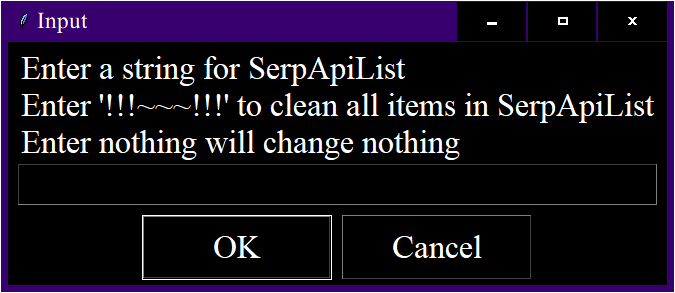 Input
Enter a string for SerpApiList
Enter '!!!~~~!!!' to clean all items in SerpApiList
Enter nothing will change nothing
OK
Cancel